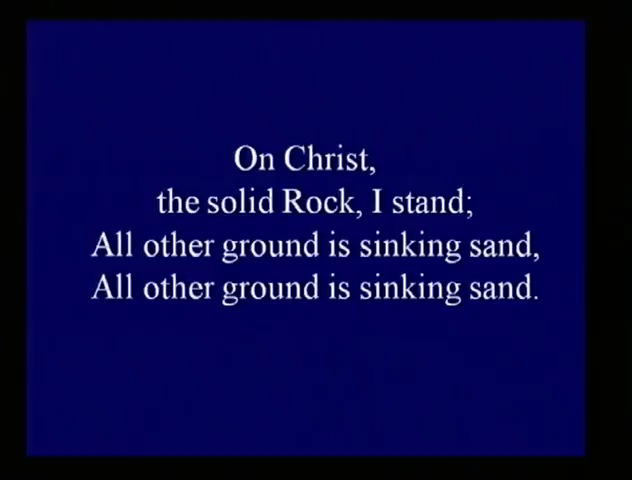 On Christ,
the solid Rock, I stand;
All other ground is sinking sand,
All other ground is sinking sand.